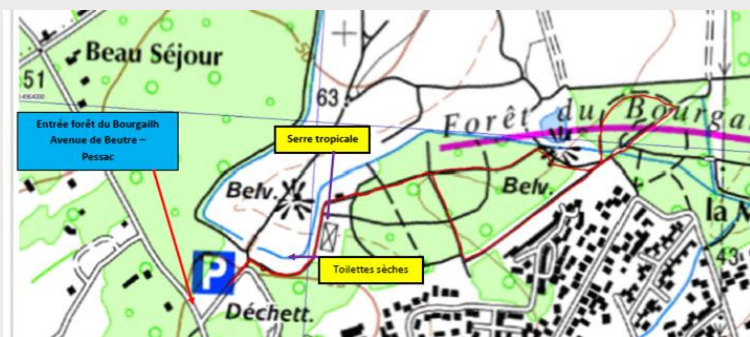 Beau Séjour
51
63
Entrée forêt du Bourgailh
Avenue de Beutre –
Pessac
Serre tropicale
Forêt du Bourga
Belv.
Belv.
la
43
P
Toilettes sèches
Déchett.